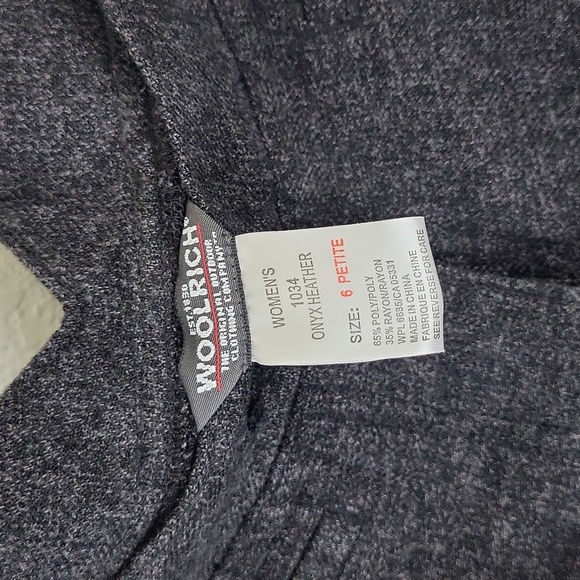 EST.1830
WOOLRICH®
THE ORIGINAL OUTDOOR
CLOTHING COMPANY
WOMEN'S
1034
ONYX HEATHER
SIZE: 6 PETITE
65% POLY/POLY
35% RAYON/RAYON
WPL 6635/CA 05331
MADE IN CHINA
FABRIQUE EN CHINE
SEE REVERSE FOR CARE